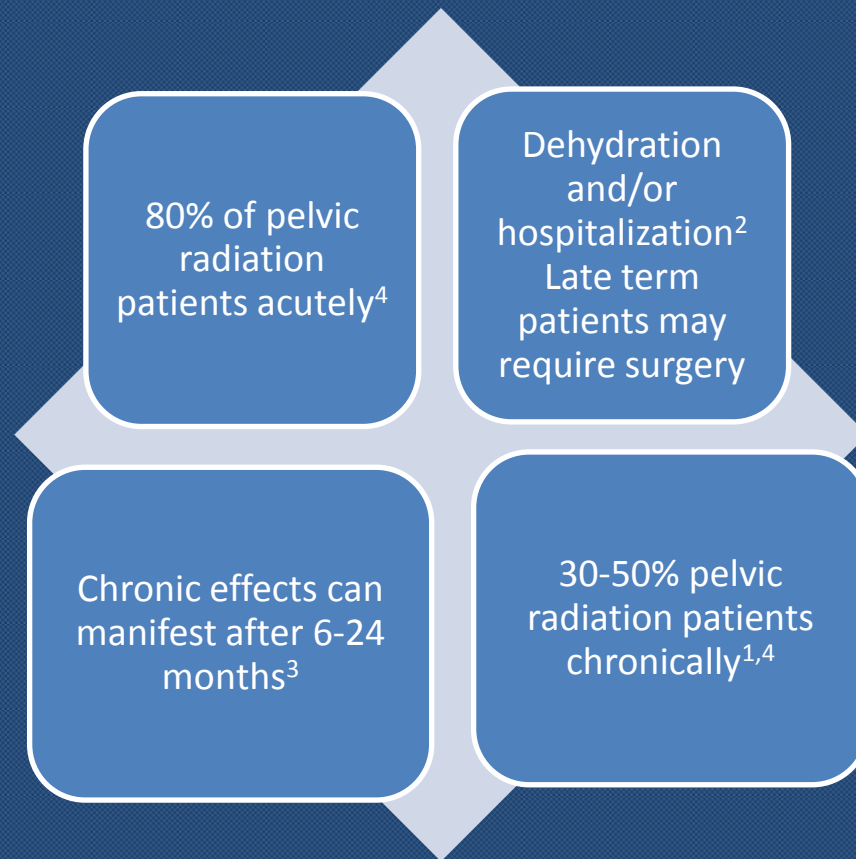 80% of pelvic
radiation
patients acutely⁴
Dehydration
and/or
hospitalization²
Late term
patients may
require surgery
Chronic effects can
manifest after 6-24
months³
30-50% pelvic
radiation patients
chronically¹,⁴